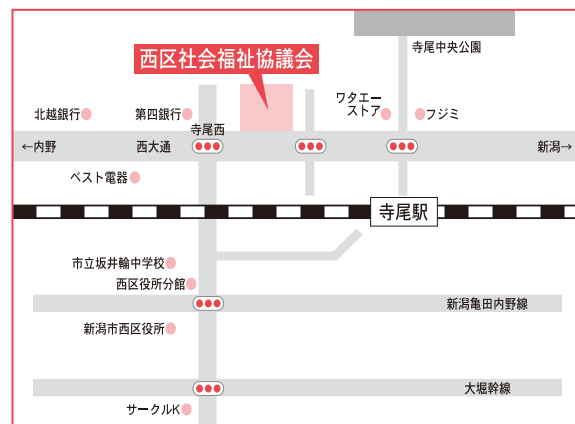 寺尾中央公園
西区社会福祉協議会
ワタエー
ストア
北越銀行
第四銀行
フジミ
寺尾西
←内野
西大通
新潟→
ベスト電器
寺尾駅
市立坂井輪中学校
西区役所分館
新潟亀田内野線
新潟市西区役所
大堀幹線
サークルK